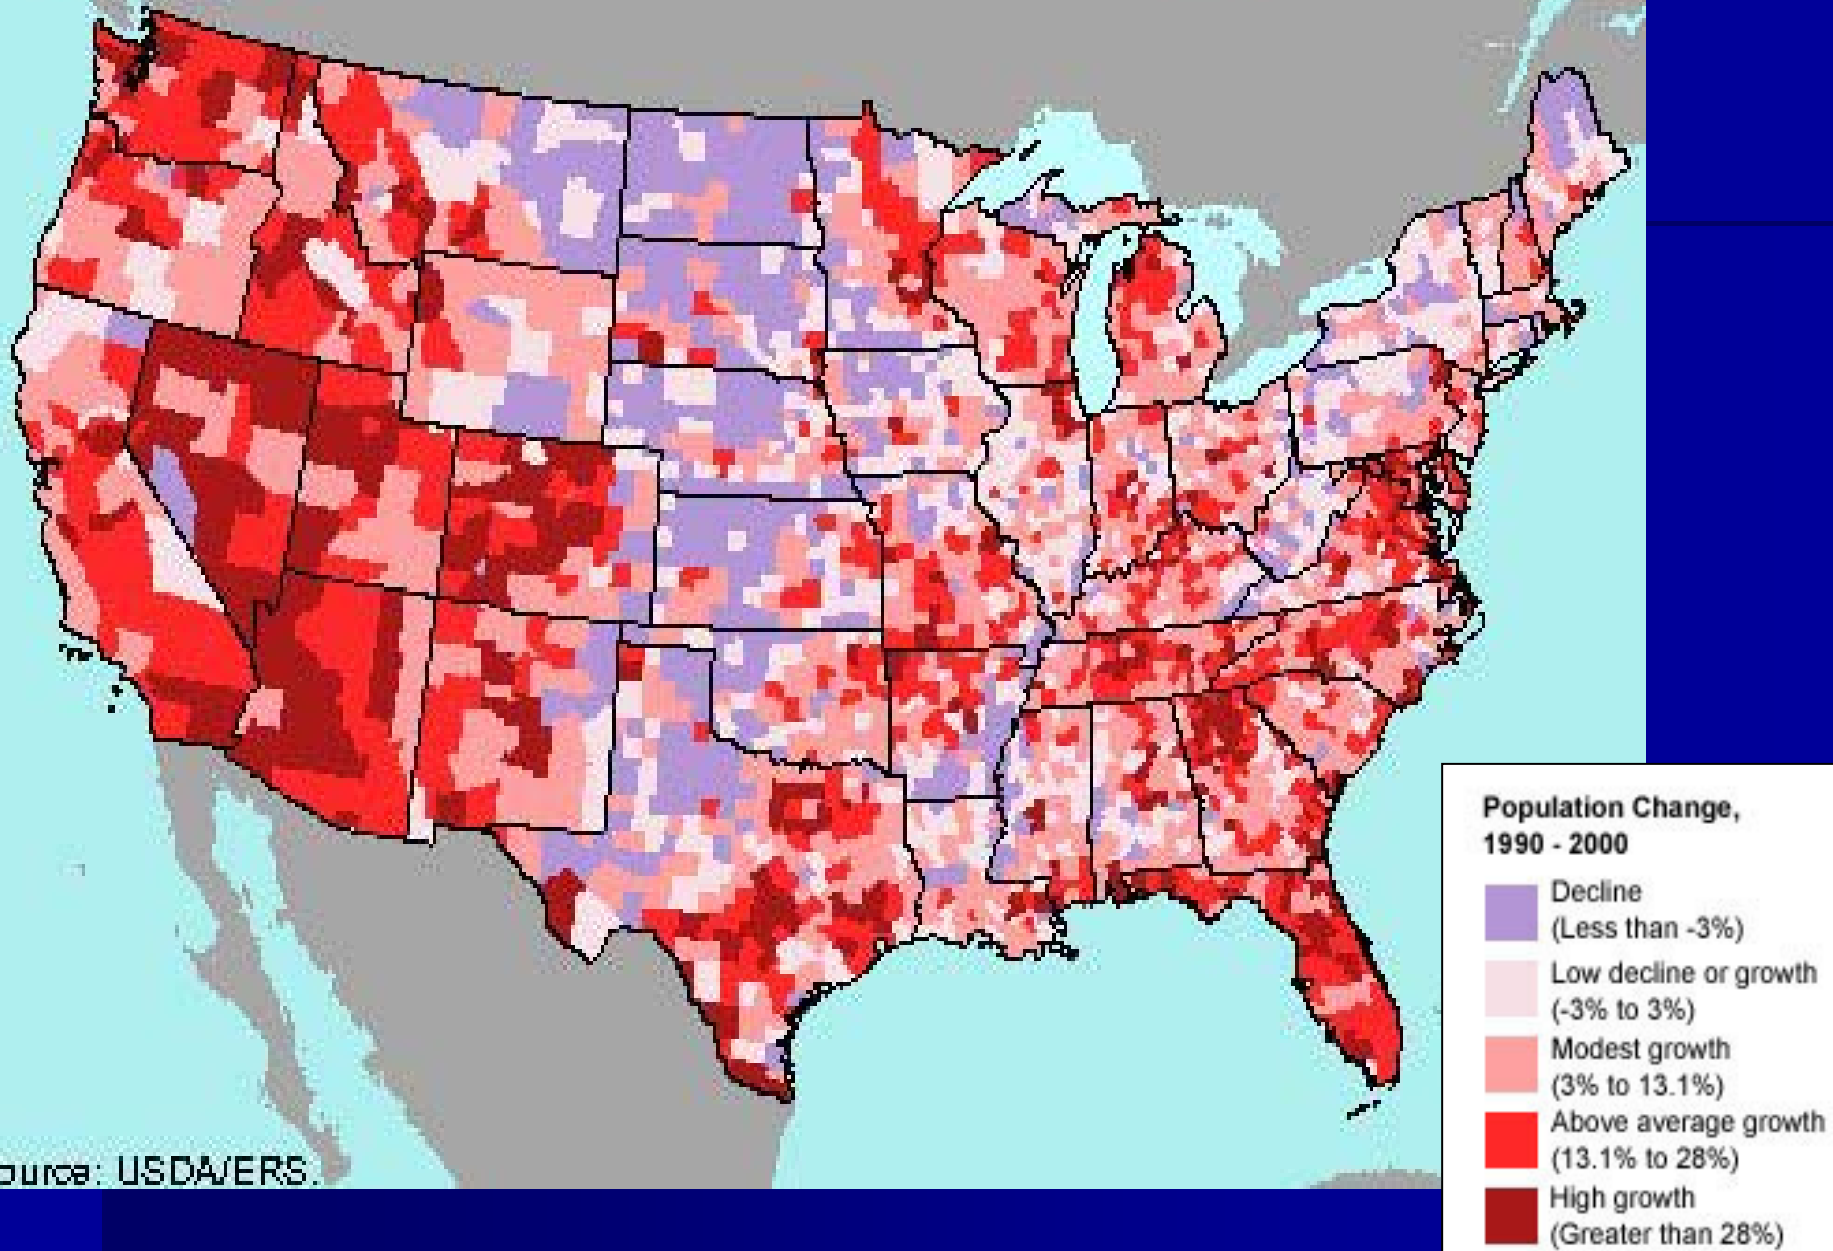 Population Change,
1990 - 2000
Decline
(Less than -3%)
Low decline or growth
(-3% to 3%)
Modest growth
(3% to 13.1%)
Above average growth
(13.1% to 28%)
High growth
(Greater than 28%)
ource: USDA/ERS.